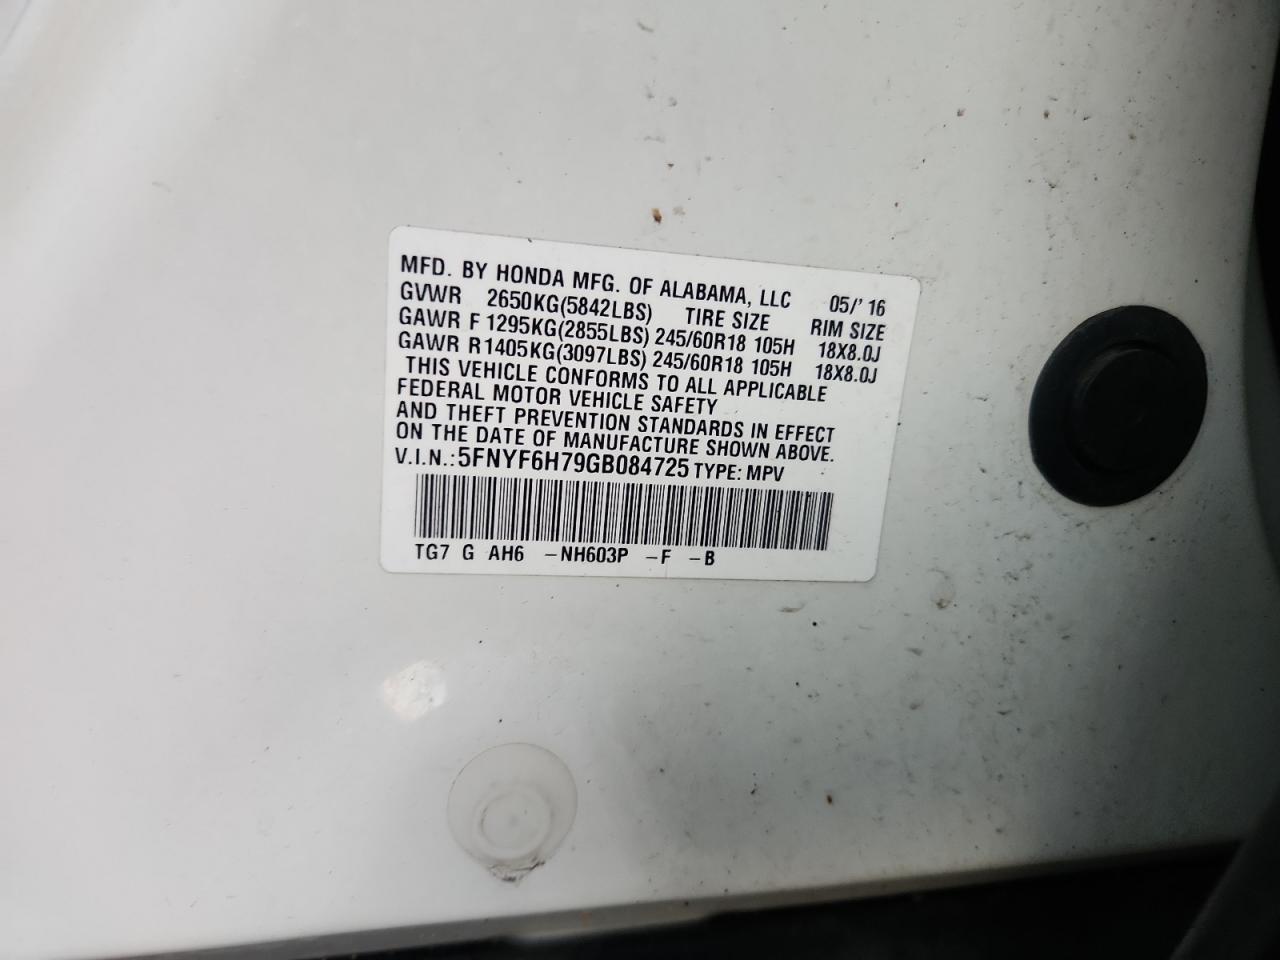 MFD. BY HONDA MFG. OF ALABAMA, LLC 05/'16
GVWR 2650KG(5842LBS) TIRE SIZE RIM SIZE
GAWR F 1295KG(2855LBS) 245/60R18 105H 18X8.0J
GAWR R1405KG(3097LBS) 245/60R18 105H 18X8.0J
THIS VEHICLE CONFORMS TO ALL APPLICABLE
FEDERAL MOTOR VEHICLE SAFETY
AND THEFT PREVENTION STANDARDS IN EFFECT
ON THE DATE OF MANUFACTURE SHOWN ABOVE.
V.I.N.:5FNYF6H79GB084725 TYPE: MPV
TG7 G AH6 -NH603P -F -B